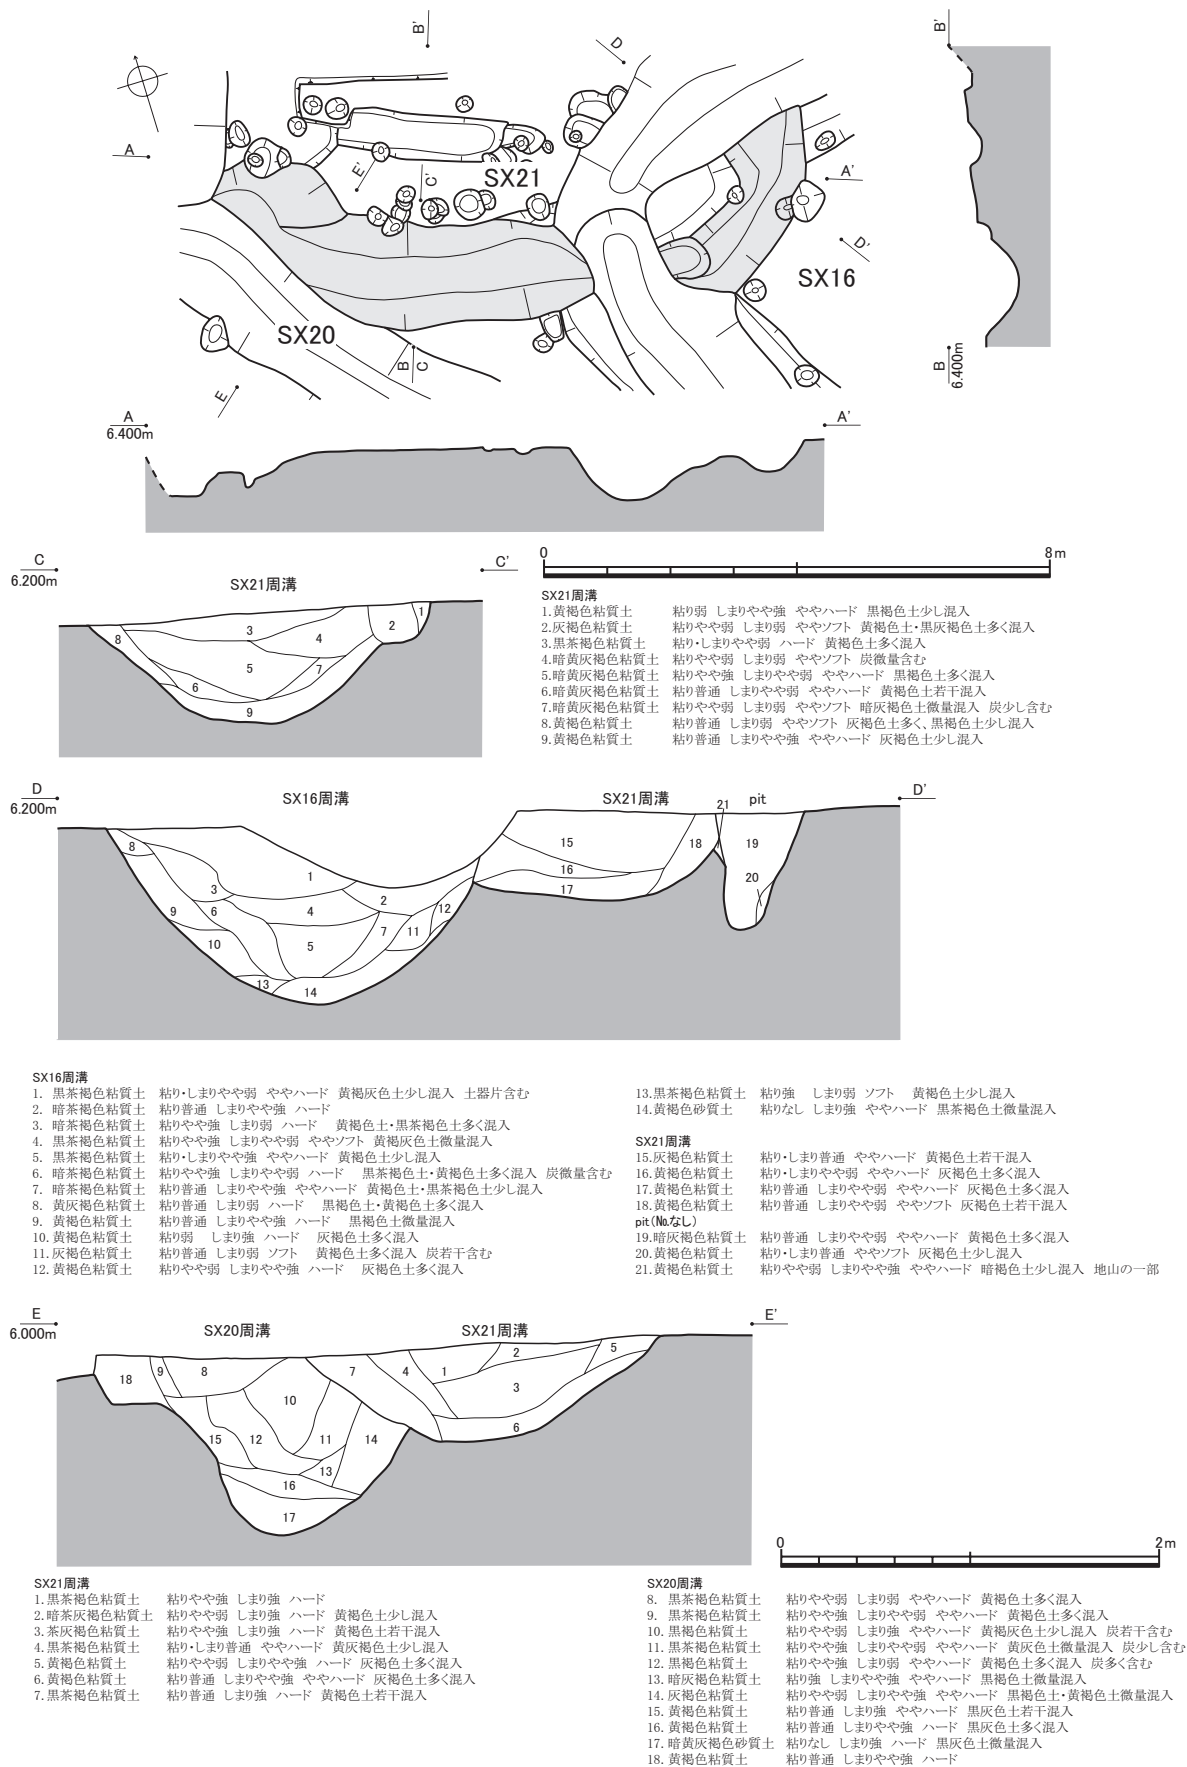 B'
D
A
E'
C'
SX21
A'
D'
SX16
SX20
B
C
E
B'
B
6.400m
A
6.400m
A'
C
6.200m
C'
SX21周溝
1
2
3
4
5
6
7
8
9
0
8m
SX21周溝
1.黄褐色粘質土 粘り弱 しまりやや強 ややハード 黒褐色土少し混入
2.灰褐色粘質土 粘りやや弱 しまり弱 ややソフト 黄褐色土・黒灰褐色土多く混入
3.黒茶褐色粘質土 粘り・しまりやや弱 ハード 黄褐色土多く混入
4.暗黄灰褐色粘質土 粘りやや弱 しまり弱 ややソフト 炭微量含む
5.暗黄灰褐色粘質土 粘りやや強 しまりやや弱 ややハード 黒褐色土多く混入
6.暗黄灰褐色粘質土 粘り普通 しまりやや弱 ややハード 黄褐色土若干混入
7.暗黄灰褐色粘質土 粘りやや弱 しまり弱 ややソフト 暗灰褐色土微量混入 炭少し含む
8.黄褐色粘質土 粘り普通 しまり弱 ややソフト 灰褐色土多く、黒褐色土少し混入
9.黄褐色粘質土 粘り普通 しまりやや強 ややハード 灰褐色土少し混入
D
6.200m
SX16周溝
SX21周溝
21
pit
D'
8
1
3
2
9
6
4
12
7
11
10
5
13
14
15
16
17
18
19
20
SX16周溝
1. 黒茶褐色粘質土 粘り・しまりやや弱 ややハード 黄褐灰色土少し混入 土器片含む
2. 暗茶褐色粘質土 粘り普通 しまりやや強 ハード
3. 暗茶褐色粘質土 粘りやや強 しまり弱 ハード 黄褐色土・黒茶褐色土多く混入
4. 黒茶褐色粘質土 粘りやや強 しまりやや弱 ややソフト 黄褐灰色土微量混入
5. 黒茶褐色粘質土 粘り・しまりやや強 ややハード 黄褐色土少し混入
6. 暗茶褐色粘質土 粘りやや強 しまりやや弱 ハード 黒茶褐色土・黄褐色土多く混入 炭微量含む
7. 暗茶褐色粘質土 粘り普通 しまりやや強 ややハード 黄褐色土・黒茶褐色土少し混入
8. 黄灰褐色粘質土 粘り普通 しまり弱 ハード 黒褐色土・黄褐色土多く混入
9. 黄褐色粘質土 粘り普通 しまりやや強 ハード 黒褐色土微量混入
10.黄褐色粘質土 粘り弱 しまり強 ハード 灰褐色土多く混入
11.灰褐色粘質土 粘り普通 しまり弱 ソフト 黄褐色土多く混入 炭若干含む
12.黄褐色粘質土 粘りやや弱 しまりやや強 ハード 灰褐色土多く混入
13.黒茶褐色粘質土 粘り強 しまり弱 ソフト 黄褐色土少し混入
14.黄褐色砂質土 粘りなし しまり強 ややハード 黒茶褐色土微量混入
SX21周溝
15.灰褐色粘質土 粘り・しまり普通 ややハード 黄褐色土若干混入
16.黄褐色粘質土 粘り・しまりやや弱 ややハード 灰褐色土多く混入
17.黄褐色粘質土 粘り普通 しまりやや弱 ややハード 灰褐色土多く混入
18.黄褐色粘質土 粘り普通 しまりやや弱 ややソフト 灰褐色土若干混入
pit(№なし)
19.暗灰褐色粘質土 粘り普通 しまりやや弱 ややハード 黄褐色土多く混入
20.黄褐色粘質土 粘り・しまり普通 ややソフト 灰褐色土少し混入
21.黄褐色粘質土 粘りやや弱 しまりやや強 ややハード 暗褐色土少し混入 地山の一部
E
6.000m
SX20周溝
SX21周溝
E'
18
9
8
10
7
4
1
2
5
3
6
15
12
11
14
13
16
17
0
2m
SX21周溝
1.黒茶褐色粘質土 粘りやや強 しまり強 ハード
2.暗茶灰褐色粘質土 粘りやや弱 しまり強 ハード 黄褐色土少し混入
3.茶灰褐色粘質土 粘りやや強 しまり強 ハード 黄褐色土若干混入
4.黒茶褐色粘質土 粘り・しまり普通 ややハード 黄灰褐色土少し混入
5.黄褐色粘質土 粘りやや弱 しまりやや強 ハード 灰褐色土多く混入
6.黄褐色粘質土 粘り普通 しまりやや強 ややハード 灰褐色土多く混入
7.黒茶褐色粘質土 粘り普通 しまり強 ハード 黄褐色土若干混入
SX20周溝
8. 黒茶褐色粘質土 粘りやや弱 しまり弱 ややハード 黄褐色土多く混入
9. 黒茶褐色粘質土 粘りやや強 しまりやや弱 ややハード 黄褐色土多く混入
10.黒褐色粘質土 粘りやや強 しまり強 ややハード 黄褐灰色土少し混入 炭若干含む
11.黒茶褐色粘質土 粘りやや強 しまりやや弱 ややハード 黄灰色土微量混入 炭少し含む
12.黒褐色粘質土 粘りやや強 しまり弱 ややハード 黄褐色土多く混入 炭多く含む
13.暗灰褐色粘質土 粘り強 しまりやや強 ややハード 黒褐色土微量混入
14.灰褐色粘質土 粘りやや弱 しまりやや強 ややハード 黒褐色土・黄褐色土微量混入
15.黄褐色粘質土 粘り普通 しまり強 ややハード 黒灰色土若干混入
16.黄褐色粘質土 粘り普通 しまりやや強 ハード 黒灰色土多く混入
17.暗黄灰褐色砂質土 粘りなし しまり強 ハード 黒灰色土微量混入
18.黄褐色粘質土 粘り普通 しまりやや強 ハード